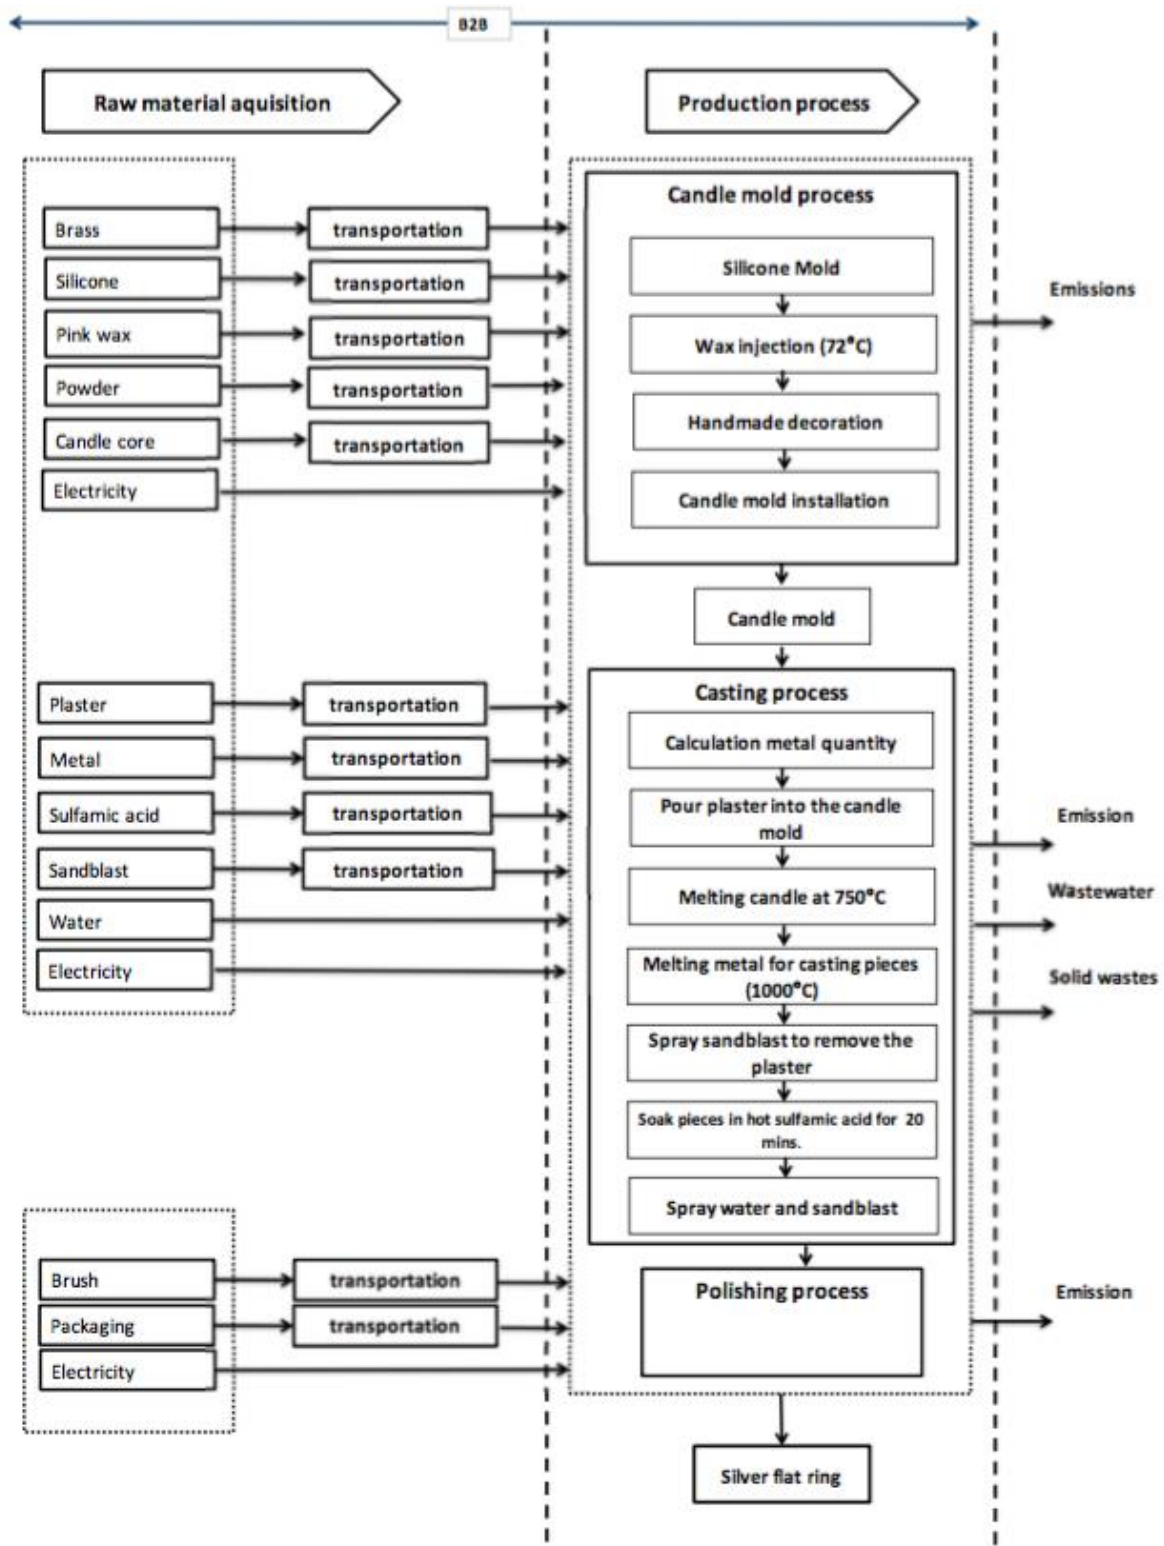 B2B
Raw material aquisition
Production process
Brass
transportation
Silicone
transportation
Pink wax
transportation
Powder
transportation
Candle core
transportation
Electricity
Candle mold process
Silicone Mold
Wax injection (72°C)
Handmade decoration
Candle mold installation
Emissions
Candle mold
Plaster
transportation
Metal
transportation
Sulfamic acid
transportation
Sandblast
transportation
Water
Electricity
Casting process
Calculation metal quantity
Pour plaster into the candle
mold
Melting candle at 750°C
Melting metal for casting pieces
(1000°C)
Spray sandblast to remove the
plaster
Soak pieces in hot sulfamic acid for 20
mins.
Spray water and sandblast
Emission
Wastewater
Solid wastes
Brush
transportation
Packaging
transportation
Electricity
Polishing process
Emission
Silver flat ring